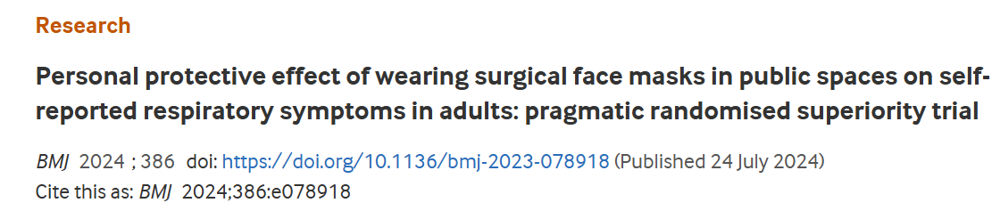 Research
Personal protective effect of wearing surgical face masks in public spaces on self-
reported respiratory symptoms in adults: pragmatic randomised superiority trial
BMJ 2024 ; 386 doi: https://doi.org/10.1136/bmj-2023-078918 (Published 24 July 2024)
Cite this as: BMJ 2024;386:e078918